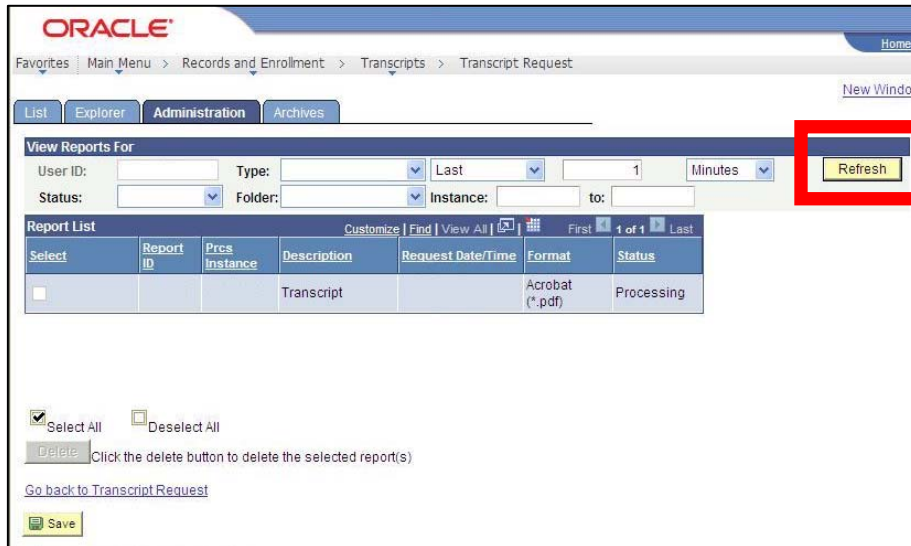 ORACLE
Home
Favorites Main Menu > Records and Enrollment > Transcripts > Transcript Request
New Windo
List Explorer Administration Archives
View Reports For
User ID: Type: Last 1 Minutes Refresh
Status: Folder: Instance: to:
Report List Customize | Find | View All | First 1 of 1 Last
Select Report ID Prcs Instance Description Request Date/Time Format Status
Transcript Acrobat (*.pdf) Processing
Select All Deselect All
Delete Click the delete button to delete the selected report(s)
Go back to Transcript Request
Save